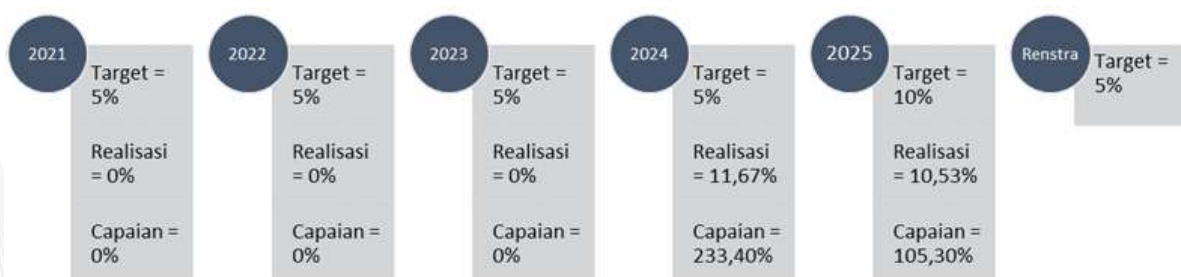 2021
Target =
5%
Realisasi
= 0%
Capaian =
0%
2022
Target =
5%
Realisasi
= 0%
Capaian =
0%
2023
Target =
5%
Realisasi
= 0%
Capaian =
0%
2024
Target =
5%
Realisasi
= 11,67%
Capaian =
233,40%
2025
Target =
10%
Realisasi
= 10,53%
Capaian =
105,30%
Renstra
Target =
5%